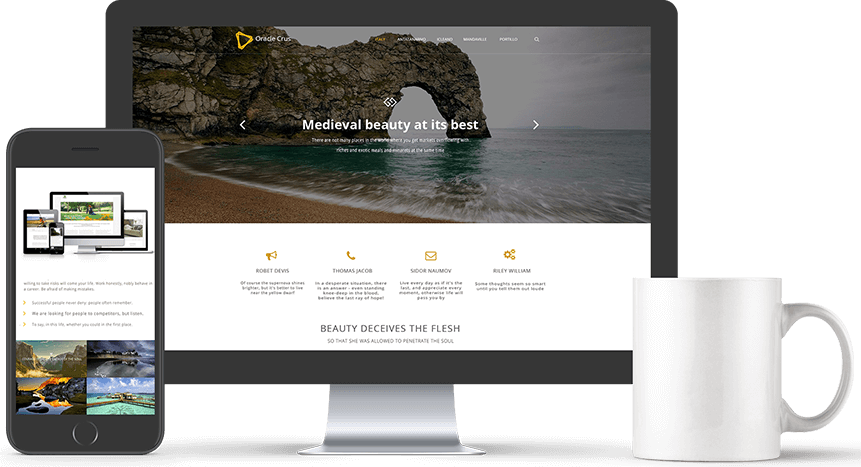 Oracle Crus
ITALY
ICELAND
MANDAVILLE
PORTILLO
Medieval beauty at its best
There are not many places in the world where you get markets overflowing with
riches and exotic meals and minarets at the same time
ROBET DEVIS
Of course the supernova shines
brighter, but it's better to live
near the yellow dwarf
THOMAS JACOB
In a desperate situation, there
is an answer - even standing
knee-deep in the blood,
believe the last ray of hope!
SIDOR NAUMOV
Live every day as if it's the
last, and appreciate every
moment, otherwise life will
pass you by
RILEY WILLIAM
Some thoughts seem so smart
until you tell them out loude
BEAUTY DECEIVES THE FLESH
SO THAT SHE WAS ALLOWED TO PENETRATE THE SOUL
willing to take risks will come your life. Work honestly, nobly behave in
a career. Be afraid of making mistakes.
Successful people never deny, people often remember.
We are looking for people to competitors, but listen.
To say, in this life, whether you could in the first place.